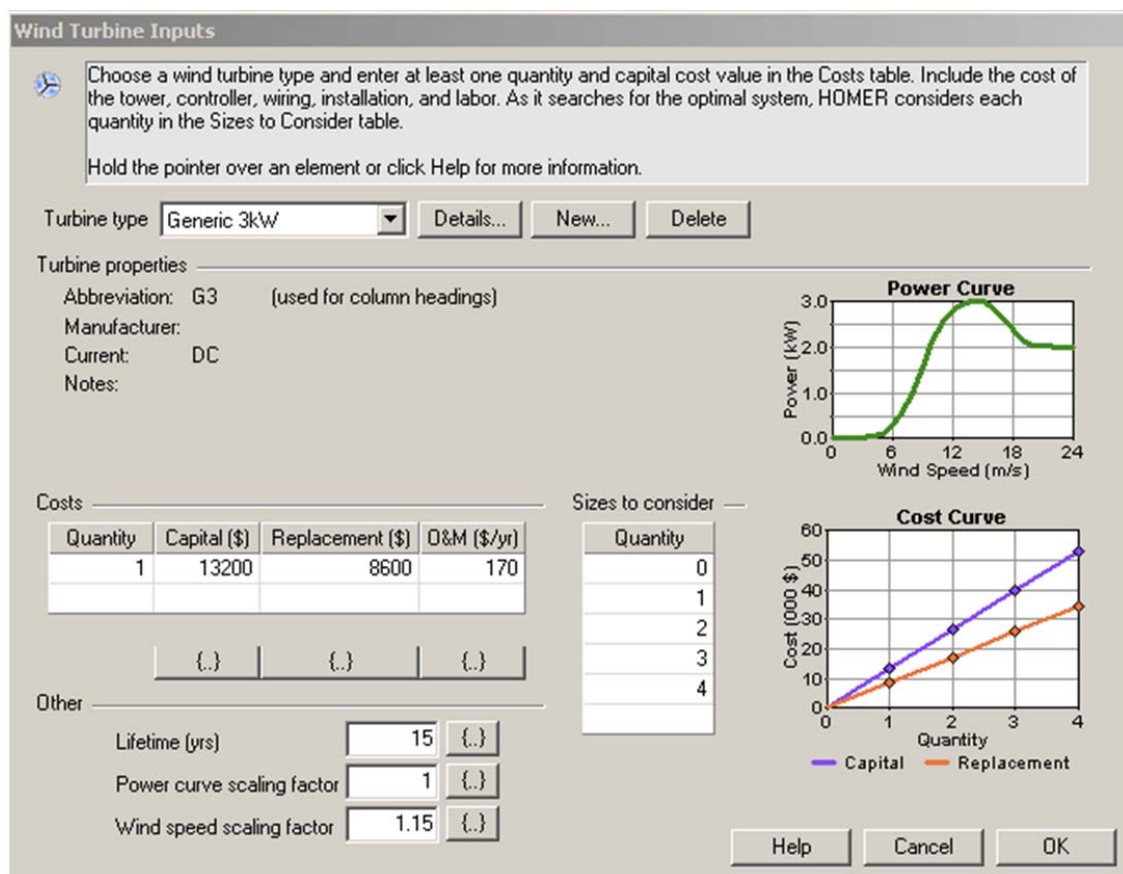 Wind Turbine Inputs
Choose a wind turbine type and enter at least one quantity and capital cost value in the Costs table. Include the cost of
the tower, controller, wiring, installation, and labor. As it searches for the optimal system, HOMER considers each
quantity in the Sizes to Consider table.
Hold the pointer over an element or click Help for more information.
Turbine type Generic 3kW Details... New... Delete
Turbine properties
Abbreviation: G3 (used for column headings)
Manufacturer:
Current: DC
Notes:
Power Curve
Power (kW)
3.0
2.0
1.0
0.0
0 6 12 18 24
Wind Speed (m/s)
Costs
Quantity Capital ($) Replacement ($) O&M ($/yr)
1 13200 8600 170
{..} {..} {..}
Sizes to consider
Quantity
0
1
2
3
4
Cost Curve
Cost (000 $)
60
50
40
30
20
10
0
0 1 2 3 4
Quantity
Capital Replacement
Other
Lifetime (yrs) 15 {..}
Power curve scaling factor 1 {..}
Wind speed scaling factor 1.15 {..}
Help Cancel OK